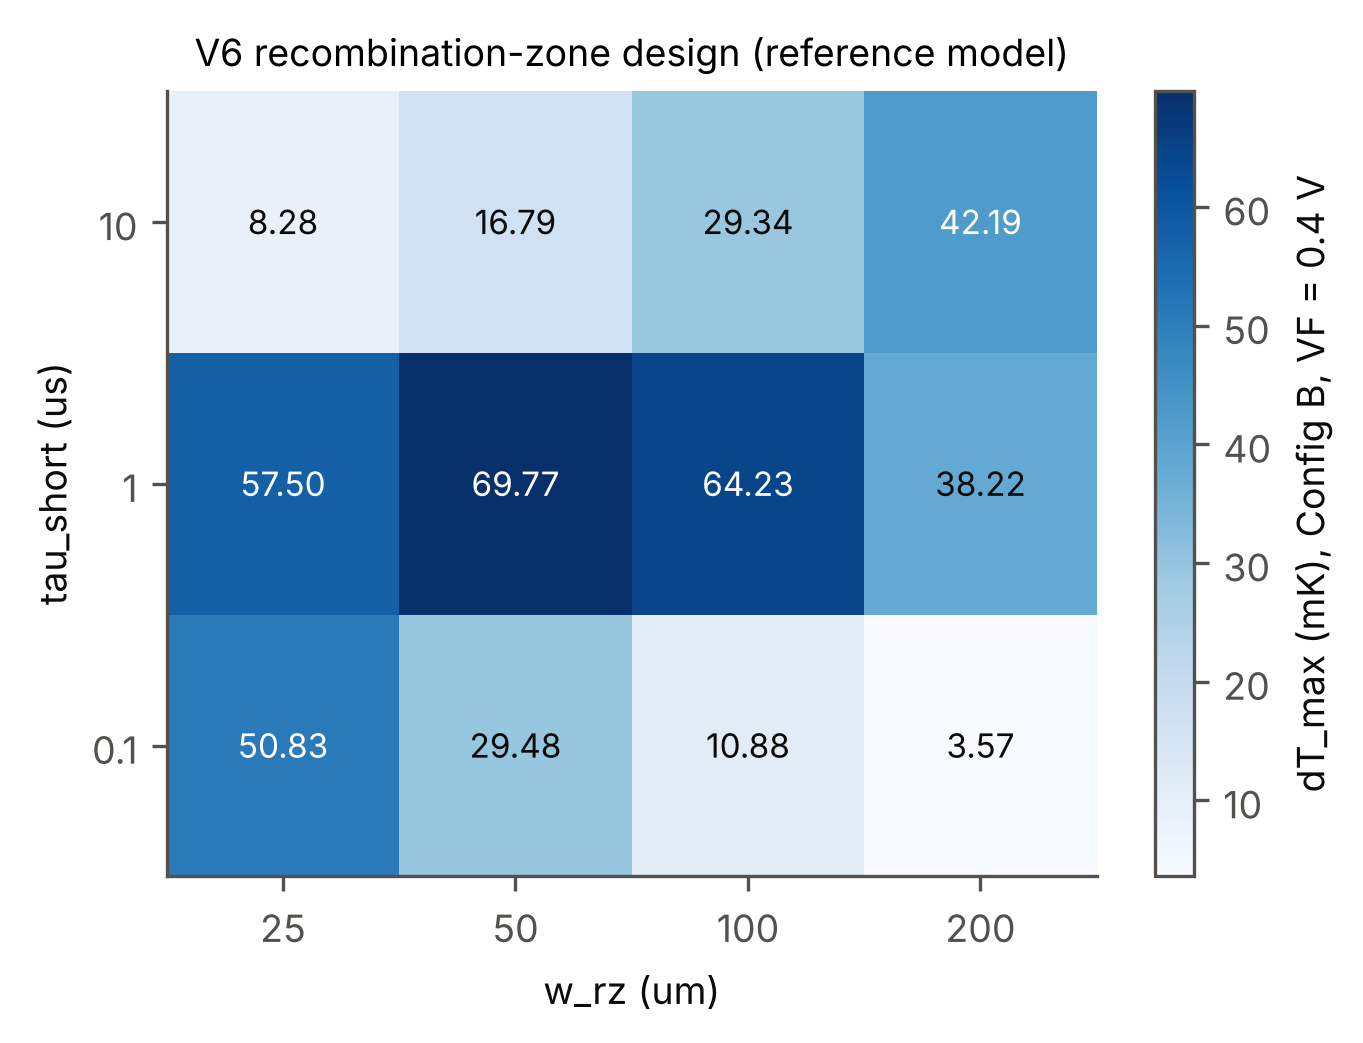 V6 recombination-zone design (reference model)
tau_short (us)
10
1
0.1
8.28 16.79 29.34 42.19
57.50 69.77 64.23 38.22
50.83 29.48 10.88 3.57
25 50 100 200
w_rz (um)
60
50
40
30
20
10
dT_max (mK), Config B, VF = 0.4 V